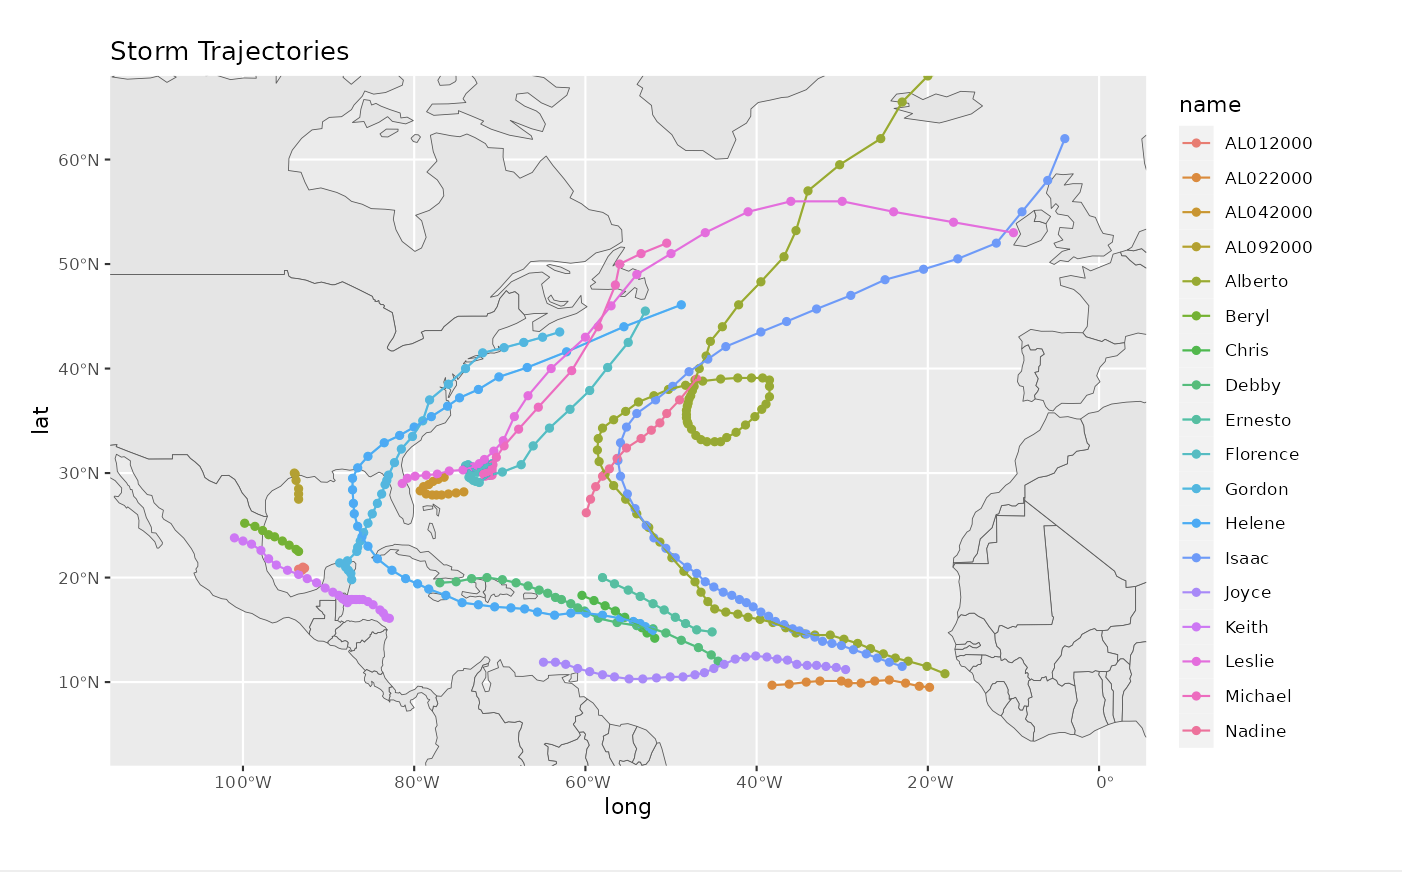 Storm Trajectories
60°N
50°N
40°N
30°N
20°N
10°N
lat
100°W
80°W
60°W
40°W
20°W
0°
long
name
AL012000
AL022000
AL042000
AL092000
Alberto
Beryl
Chris
Debby
Ernesto
Florence
Gordon
Helene
Isaac
Joyce
Keith
Leslie
Michael
Nadine